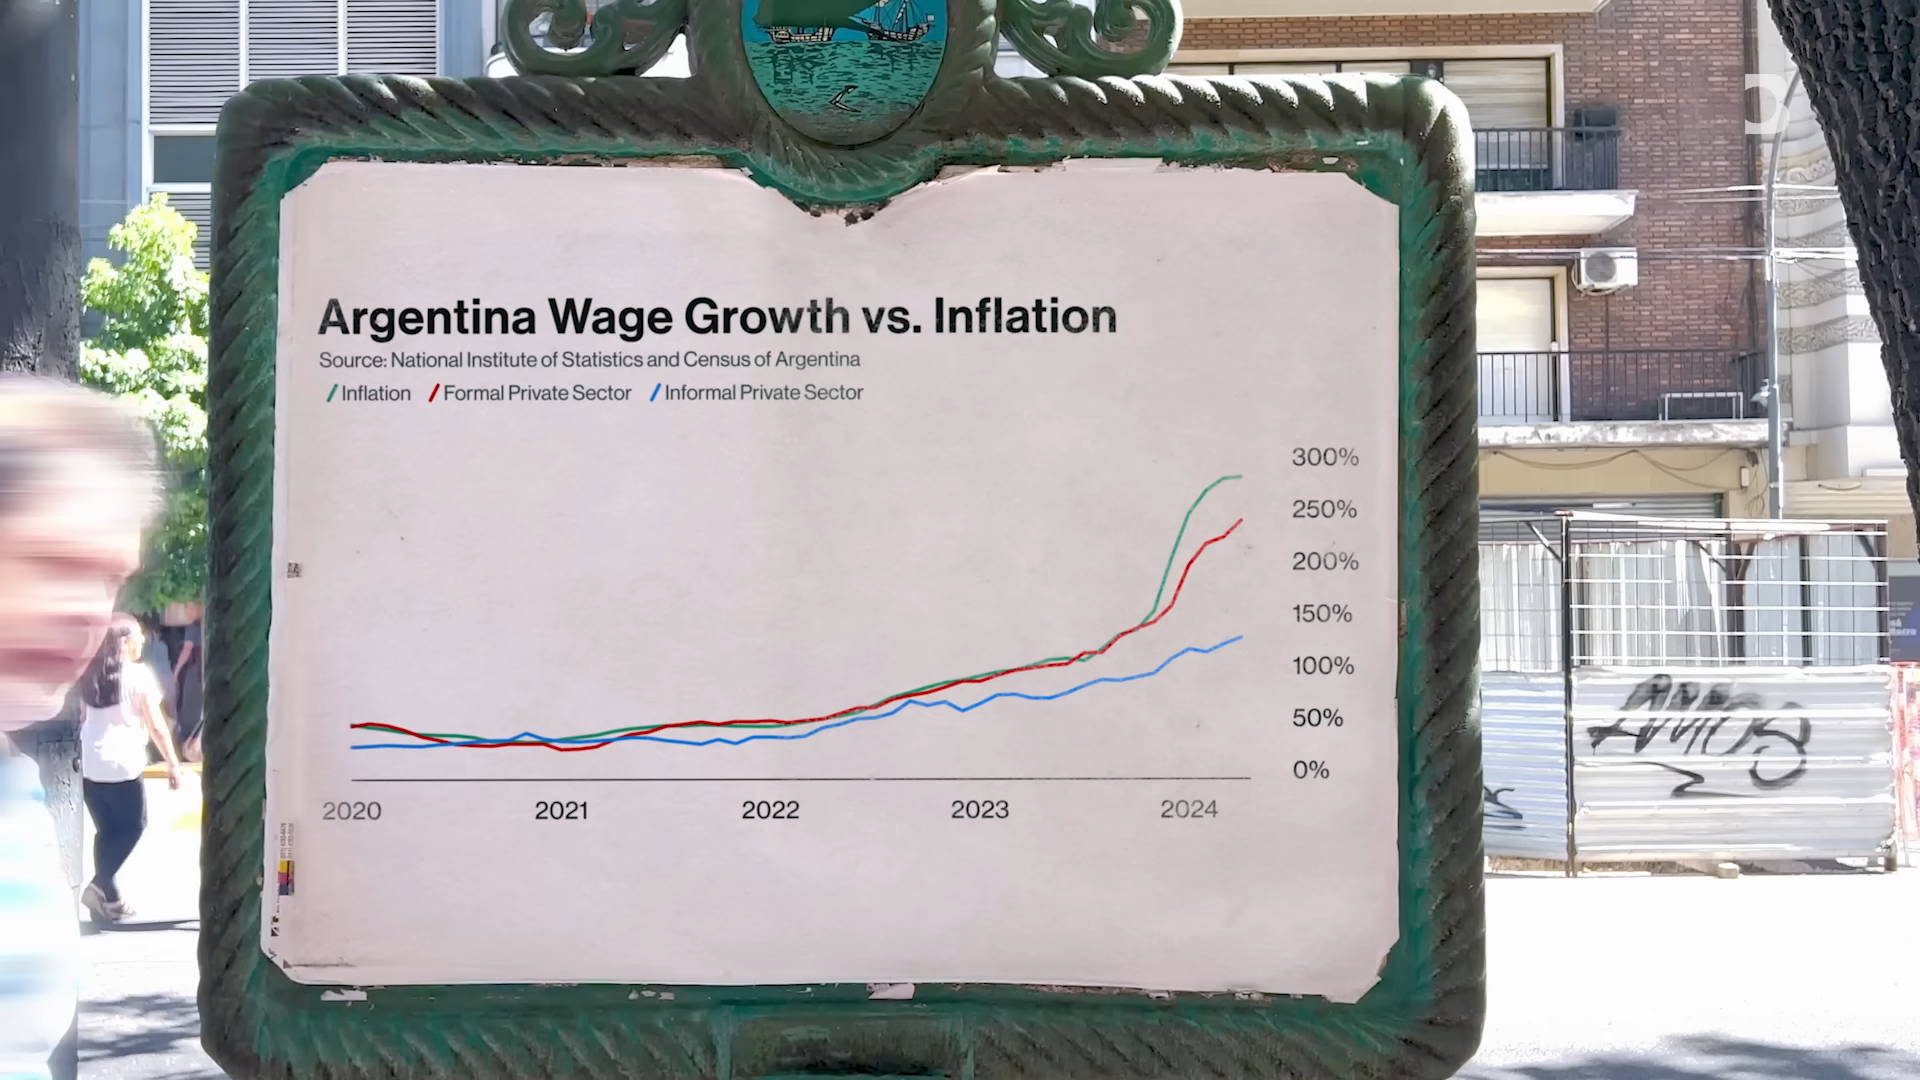 Argentina Wage Growth vs. Inflation
Source: National Institute of Statistics and Census of Argentina
Inflation Formal Private Sector Informal Private Sector
300%
250%
200%
150%
100%
50%
0%
2020 2021 2022 2023 2024